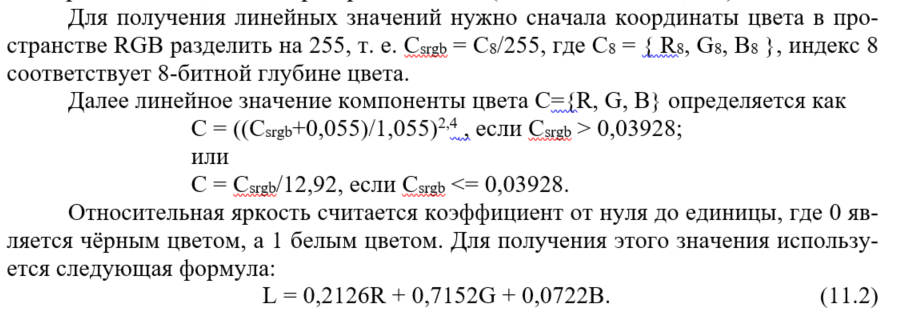 Для получения линейных значений нужно сначала координаты цвета в про-
странстве RGB разделить на 255, т. е. Csrgb = C8/255, где C8 = { R8, G8, B8 }, индекс 8
соответствует 8-битной глубине цвета.
Далее линейное значение компоненты цвета C={R, G, B} определяется как
C = ((Csrgb+0,055)/1,055)^2,4 , если Csrgb > 0,03928;
или
C = Csrgb/12,92, если Csrgb <= 0,03928.
Относительная яркость считается коэффициент от нуля до единицы, где 0 яв-
ляется чёрным цветом, а 1 белым цветом. Для получения этого значения использу-
ется следующая формула:
L = 0,2126R + 0,7152G + 0,0722B. (11.2)